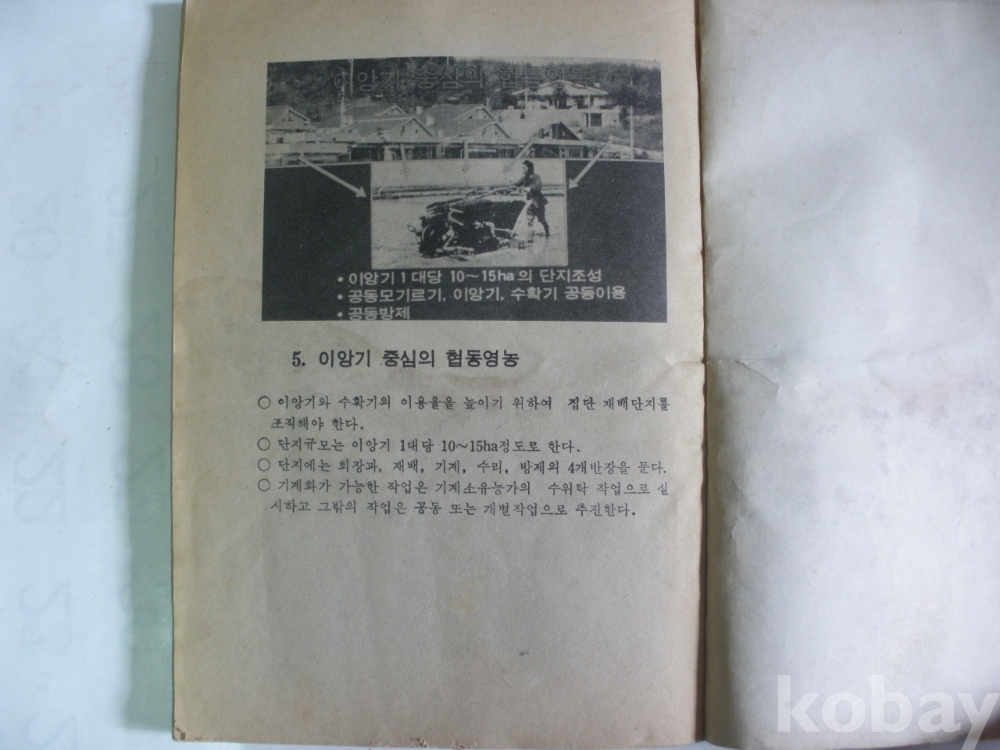 이앙기 중심의 협동영농
• 이앙기 1대당 10~15ha의 단지조성
• 공동모기르기, 이앙기, 수확기 공동이용
• 공동방제
5. 이앙기 중심의 협동영농
○ 이앙기와 수확기의 이용율을 높이기 위하여 집단 재배단지를
조직해야 한다.
○ 단지규모는 이앙기 1대당 10~15ha정도로 한다.
○ 단지에는 회장과, 재배, 기계, 수리, 방제의 4개반장을 둔다.
○ 기계화가 가능한 작업은 기계소유농가의 수위탁 작업으로 실
시하고 그밖의 작업은 공동 또는 개별작업으로 추진한다.
kobay